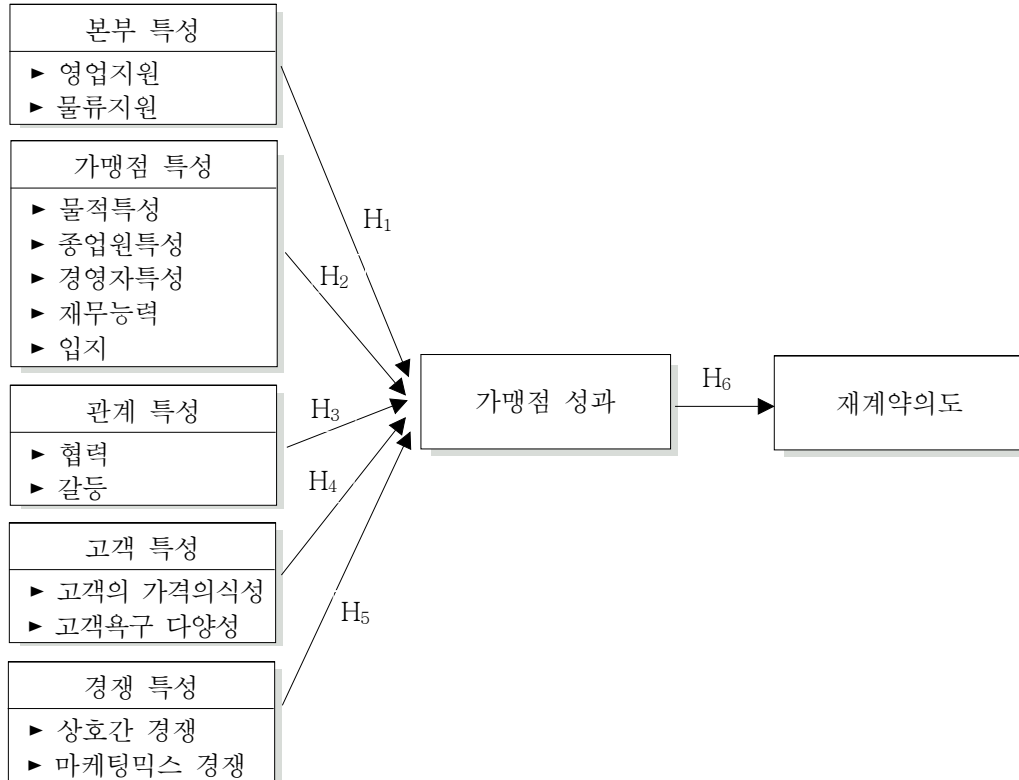 본부 특성
► 영업지원
► 물류지원
가맹점 특성
► 물적특성
► 종업원특성
► 경영자특성
► 재무능력
► 입지
관계 특성
► 협력
► 갈등
고객 특성
► 고객의 가격의식성
► 고객욕구 다양성
경쟁 특성
► 상호간 경쟁
► 마케팅믹스 경쟁
H₁
H₂
H₃
H₄
H₅
가맹점 성과
H₆
재계약의도